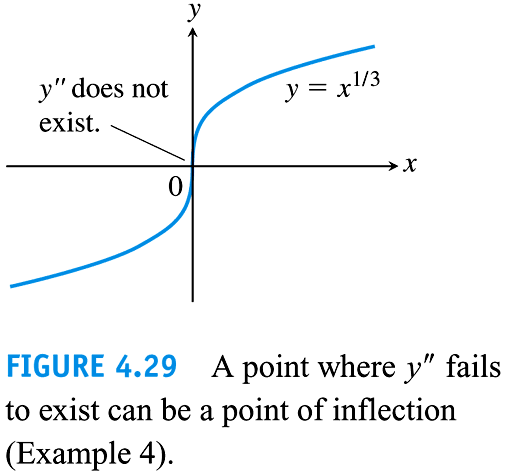 y
y″ does not
exist.
y = x^{1/3}
x
0
FIGURE 4.29 A point where y″ fails
to exist can be a point of inflection
(Example 4).